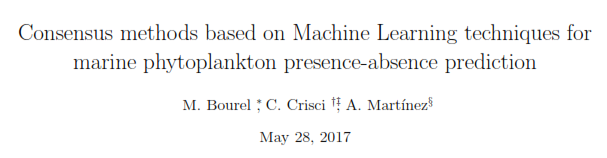 Consensus methods based on Machine Learning techniques for
marine phytoplankton presence-absence prediction
M. Bourel *, C. Crisci †‡, A. Martínez§
May 28, 2017